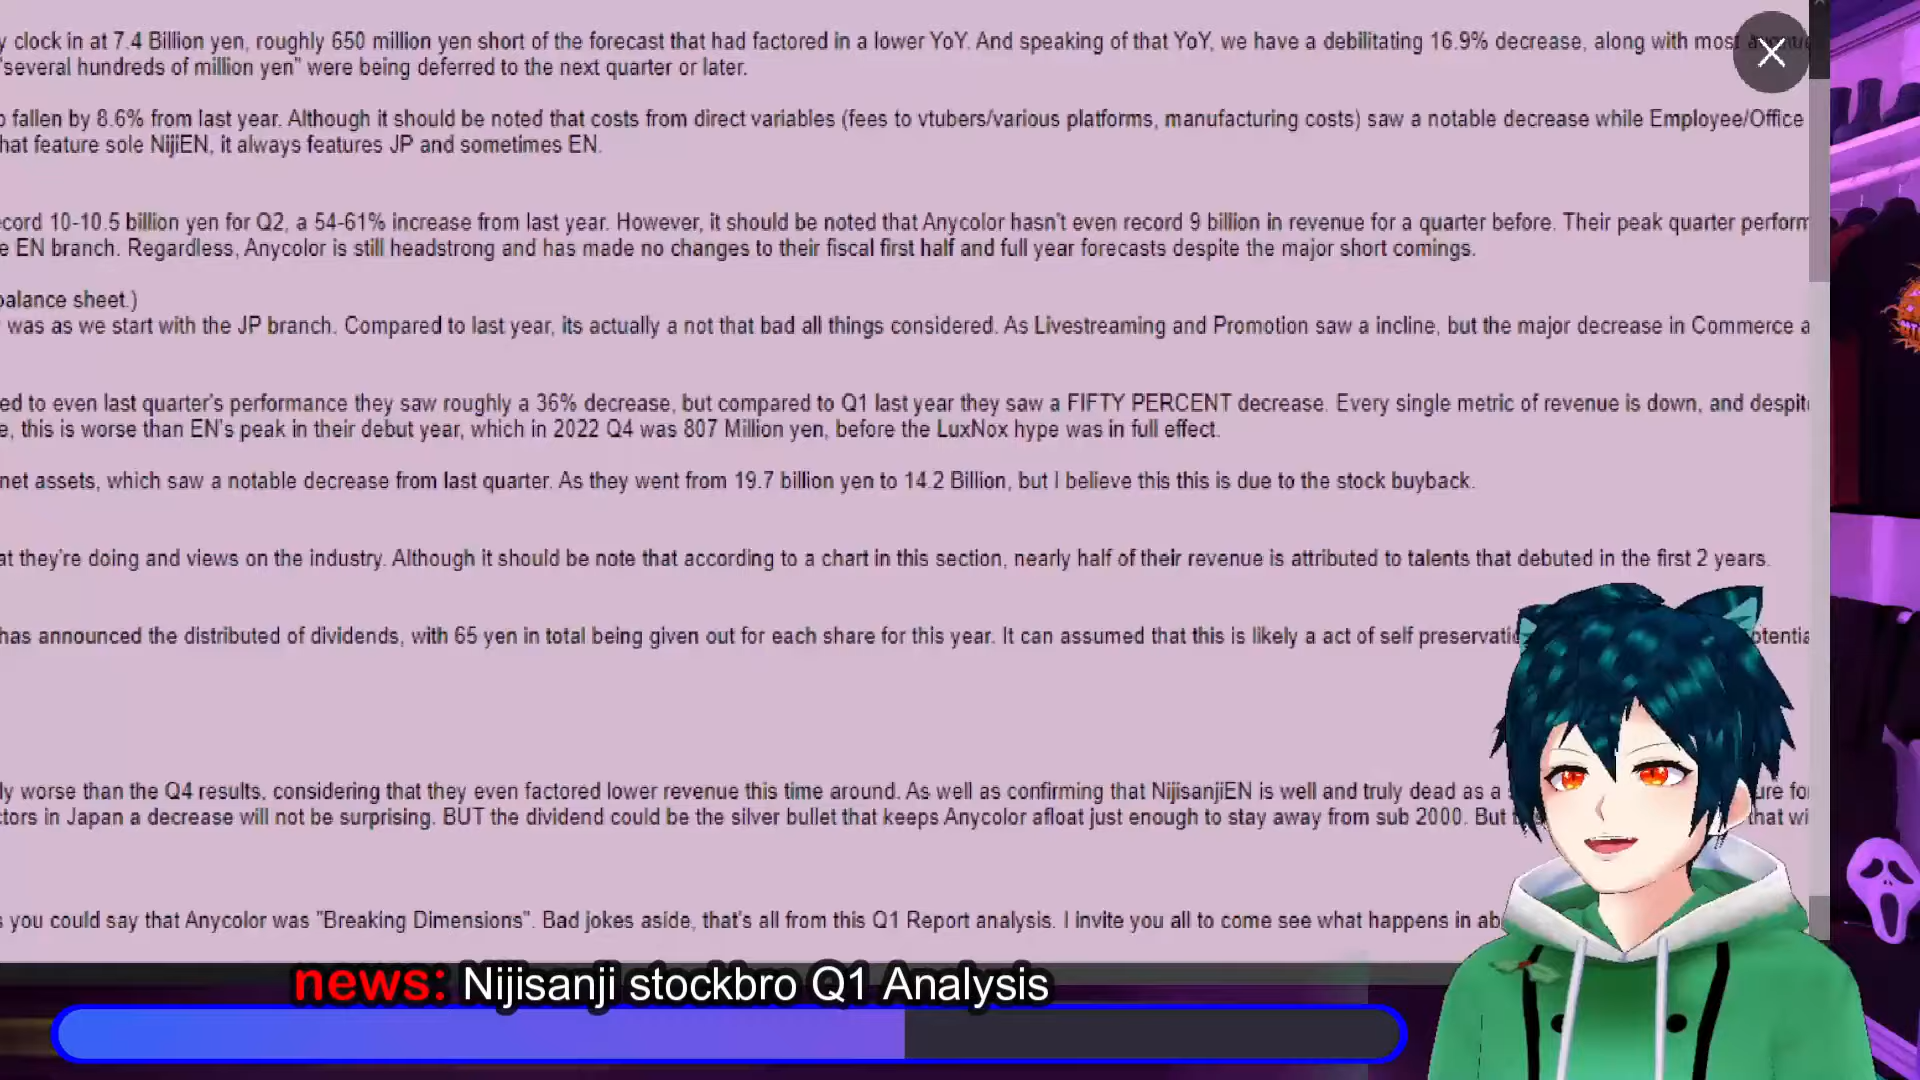 y clock in at 7.4 Billion yen, roughly 650 million yen short of the forecast that had factored in a lower YoY. And speaking of that YoY, we have a debilitating 16.9% decrease, along with most
"several hundreds of million yen" were being deferred to the next quarter or later.
o fallen by 8.6% from last year. Although it should be noted that costs from direct variables (fees to vtubers/various platforms, manufacturing costs) saw a notable decrease while Employee/Office
hat feature sole NijiEN, it always features JP and sometimes EN.
ecord 10-10.5 billion yen for Q2, a 54-61% increase from last year. However, it should be noted that Anycolor hasn't even record 9 billion in revenue for a quarter before. Their peak quarter perform
e EN branch. Regardless, Anycolor is still headstrong and has made no changes to their fiscal first half and full year forecasts despite the major short comings.
balance sheet.)
was as we start with the JP branch. Compared to last year, its actually a not that bad all things considered. As Livestreaming and Promotion saw a incline, but the major decrease in Commerce a
ed to even last quarter's performance they saw roughly a 36% decrease, but compared to Q1 last year they saw a FIFTY PERCENT decrease. Every single metric of revenue is down, and despit
e, this is worse than EN's peak in their debut year, which in 2022 Q4 was 807 Million yen, before the LuxNox hype was in full effect.
net assets, which saw a notable decrease from last quarter. As they went from 19.7 billion yen to 14.2 Billion, but I believe this this is due to the stock buyback.
at they're doing and views on the industry. Although it should be note that according to a chart in this section, nearly half of their revenue is attributed to talents that debuted in the first 2 years.
has announced the distributed of dividends, with 65 yen in total being given out for each share for this year. It can assumed that this is likely a act of self preservatio otentia
ly worse than the Q4 results, considering that they even factored lower revenue this time around. As well as confirming that NijisanjiEN is well and truly dead as a ure fo
ctors in Japan a decrease will not be surprising. BUT the dividend could be the silver bullet that keeps Anycolor afloat just enough to stay away from sub 2000. But that wi
s you could say that Anycolor was "Breaking Dimensions". Bad jokes aside, that's all from this Q1 Report analysis. I invite you all to come see what happens in ab
news: Nijisanji stockbro Q1 Analysis